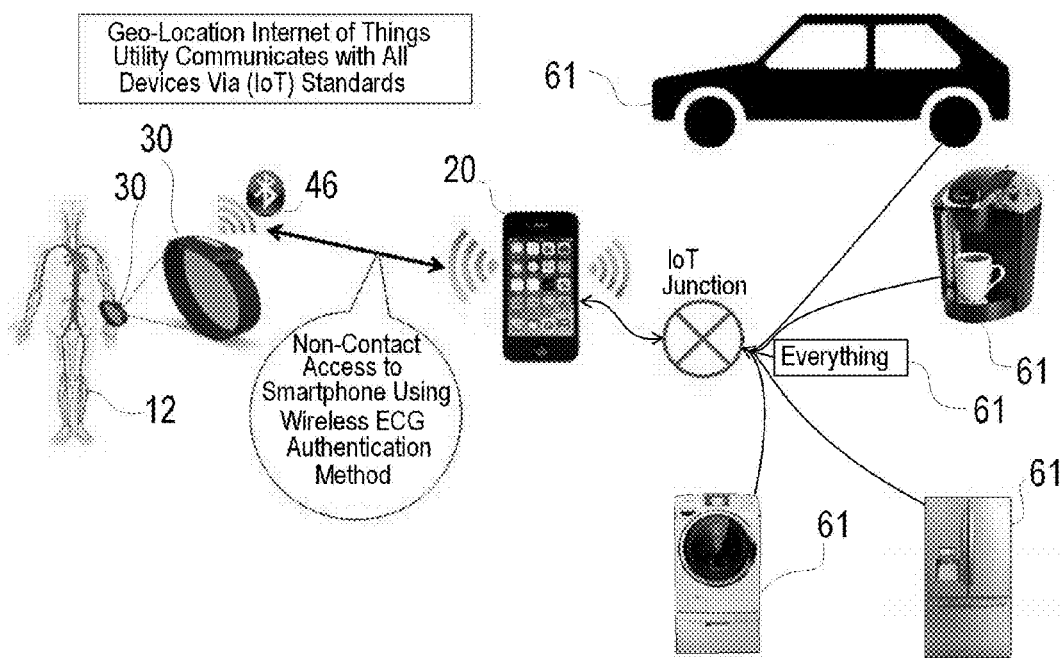 Geo-Location Internet of Things
Utility Communicates with All
Devices Via (IoT) Standards
61
30
30
46
20
IoT
Junction
Non-Contact
Access to
Smartphone Using
Wireless ECG
Authentication
Method
12
Everything
61
61
61
61